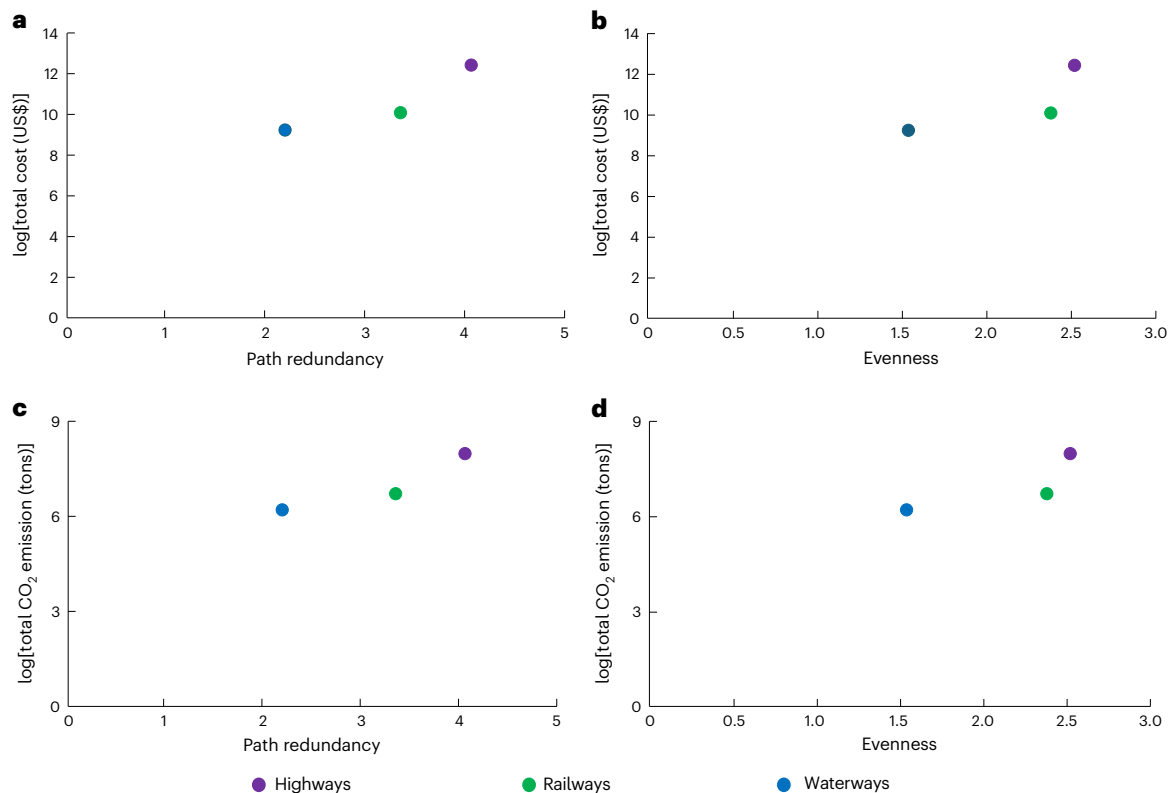 a
14
12
10
8
6
4
2
0
log[total cost (US$)]
0 1 2 3 4 5
Path redundancy
b
14
12
10
8
6
4
2
0
log[total cost (US$)]
0 0.5 1.0 1.5 2.0 2.5 3.0
Evenness
c
9
6
3
0
log[total CO₂ emission (tons)]
0 1 2 3 4 5
Path redundancy
d
9
6
3
0
log[total CO₂ emission (tons)]
0 0.5 1.0 1.5 2.0 2.5 3.0
Evenness
Highways Railways Waterways